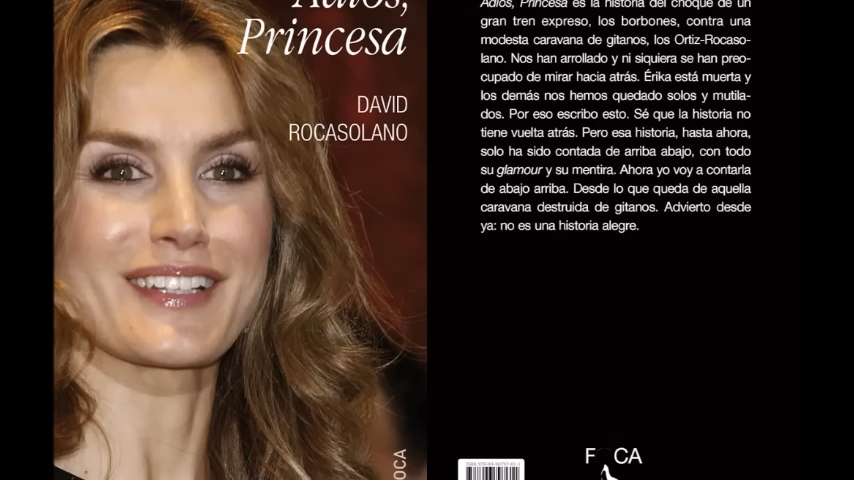 Adiós,
Princesa
DAVID
ROCASOLANO
OCA
Adiós, Princesa es la historia del choque de un
gran tren expreso, los borbones, contra una
modesta caravana de gitanos, los Ortiz-Rocaso-
lano. Nos han arrollado y ni siquiera se han preo-
cupado de mirar hacia atrás. Érika está muerta y
los demás nos hemos quedado solos y mutila-
dos. Por eso escribo esto. Sé que la historia no
tiene vuelta atrás. Pero esa historia, hasta ahora,
solo ha sido contada de arriba abajo, con todo
su glamour y su mentira. Ahora yo voy a contarla
de abajo arriba. Desde lo que queda de aquella
caravana destruida de gitanos. Advierto desde
ya: no es una historia alegre.
F CA